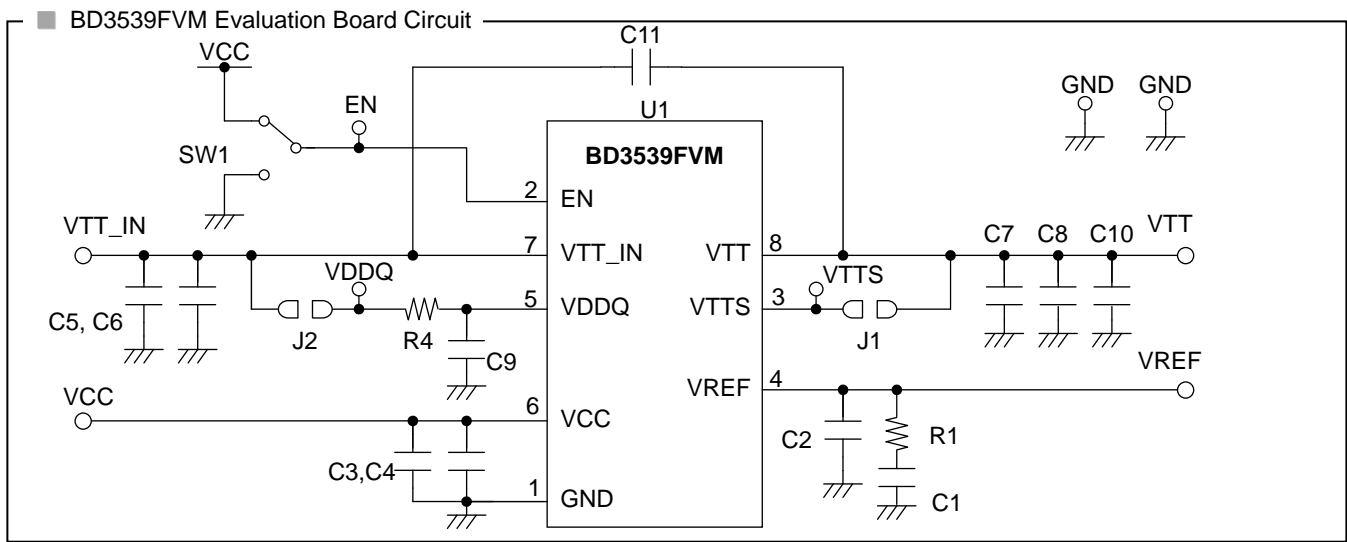 BD3539FVM Evaluation Board Circuit
VCC
C11
EN
U1
GND GND
BD3539FVM
SW1
2 EN
VTT_IN
7 VTT_IN
VTT 8
C7 C8 C10 VTT
VDDQ
VTTS
5 VDDQ
VTTS 3
C5, C6
J2
R4
J1
C9
VREF 4
VREF
VCC
6 VCC
C2
R1
C3,C4
1 GND
C1